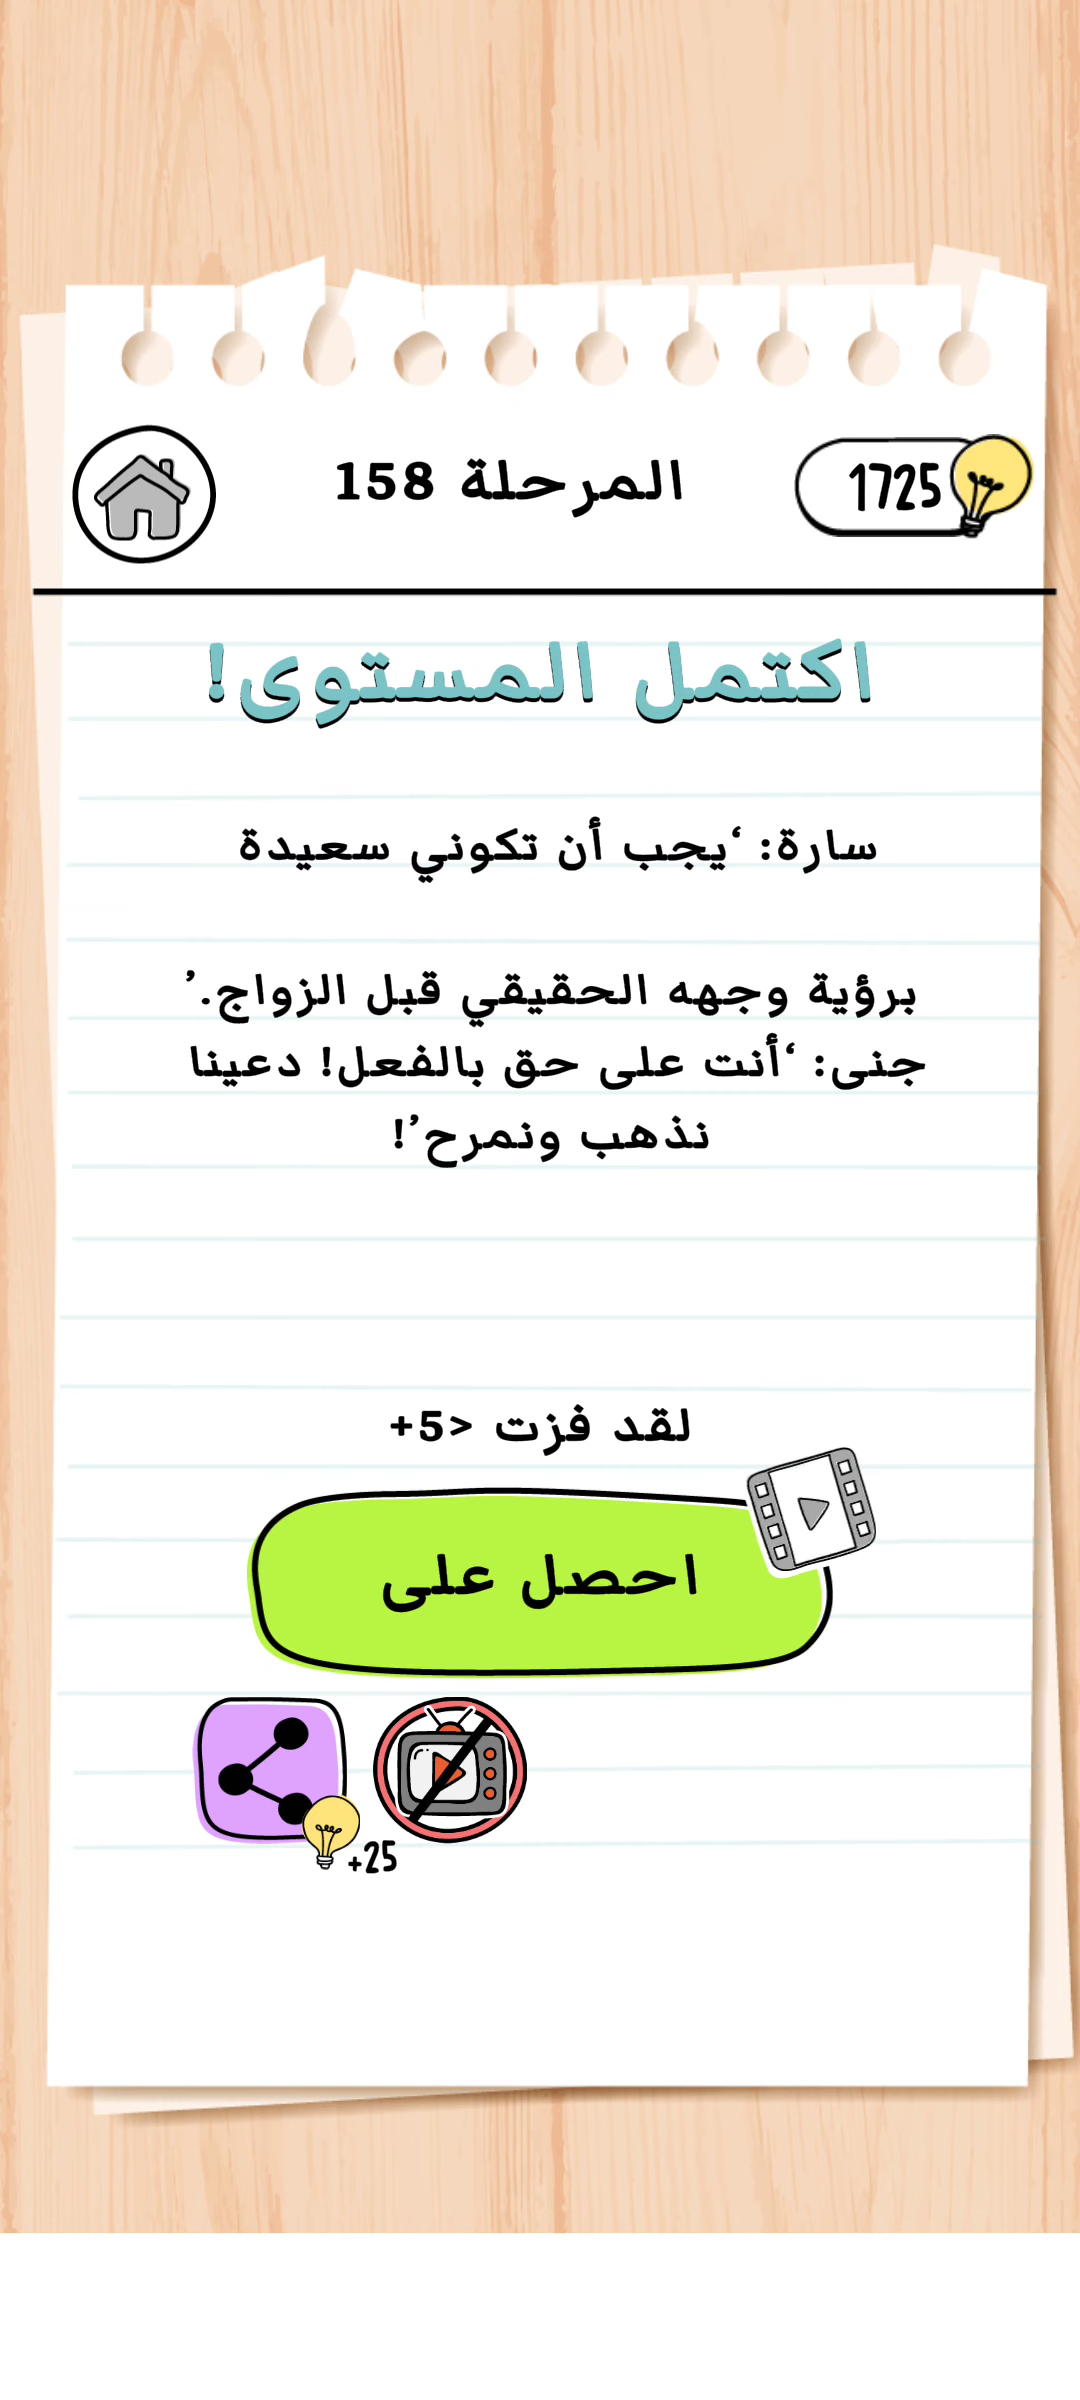 المرحلة 158
1725
اكتمل المستوى!
سارة: ‘يجب أن تكوني سعيدة
برؤية وجهه الحقيقي قبل الزواج.’
جنى: ‘أنت على حق بالفعل! دعينا
نذهب ونمرح’!
لقد فزت <5+
احصل على
+25